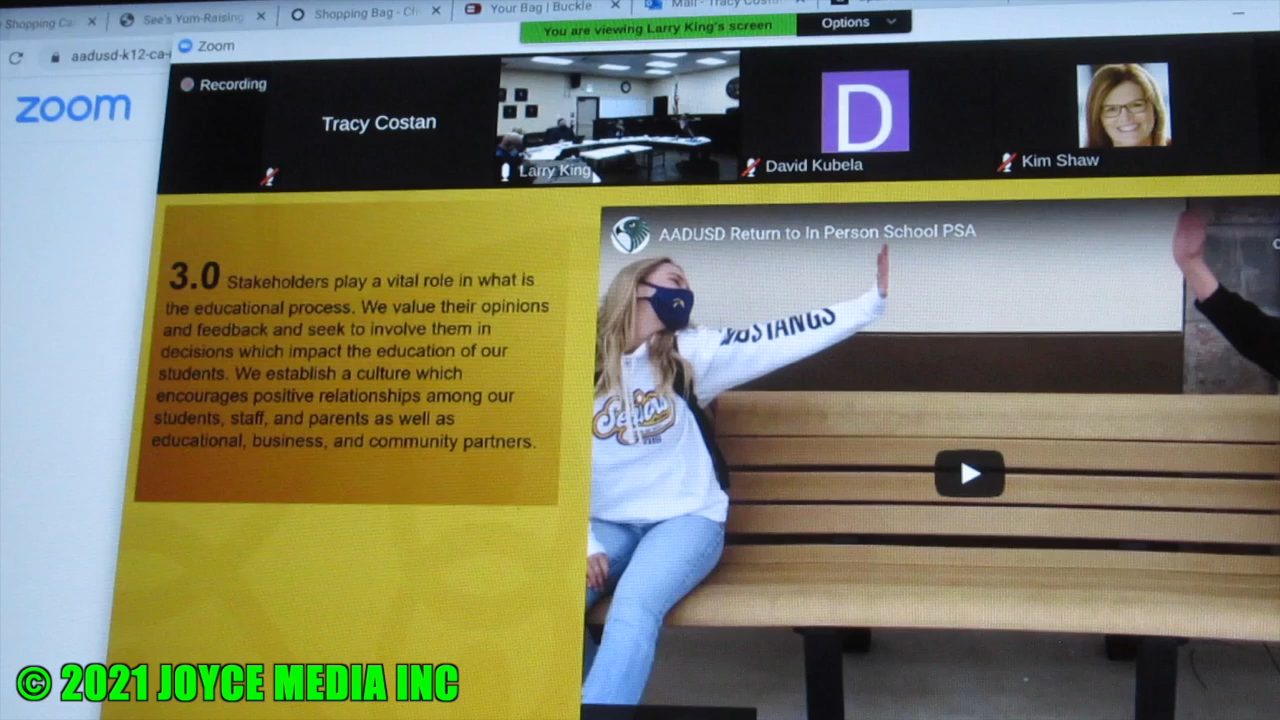 Shopping Ca
See's Yum-Raising
Shopping Bag - Ch
Your Bag | Buckle
Mail - Tracy Costa
You are viewing Larry King's screen
Options
aadusd-k12-ca-
Zoom
zoom
Recording
Tracy Costan
Larry King
D
David Kubela
Kim Shaw
3.0 Stakeholders play a vital role in what is
the educational process. We value their opinions
and feedback and seek to involve them in
decisions which impact the education of our
students. We establish a culture which
encourages positive relationships among our
students, staff, and parents as well as
educational, business, and community partners.
AADUSD Return to In Person School PSA
MUSTANGS
Seniors
© 2021 JOYCE MEDIA INC